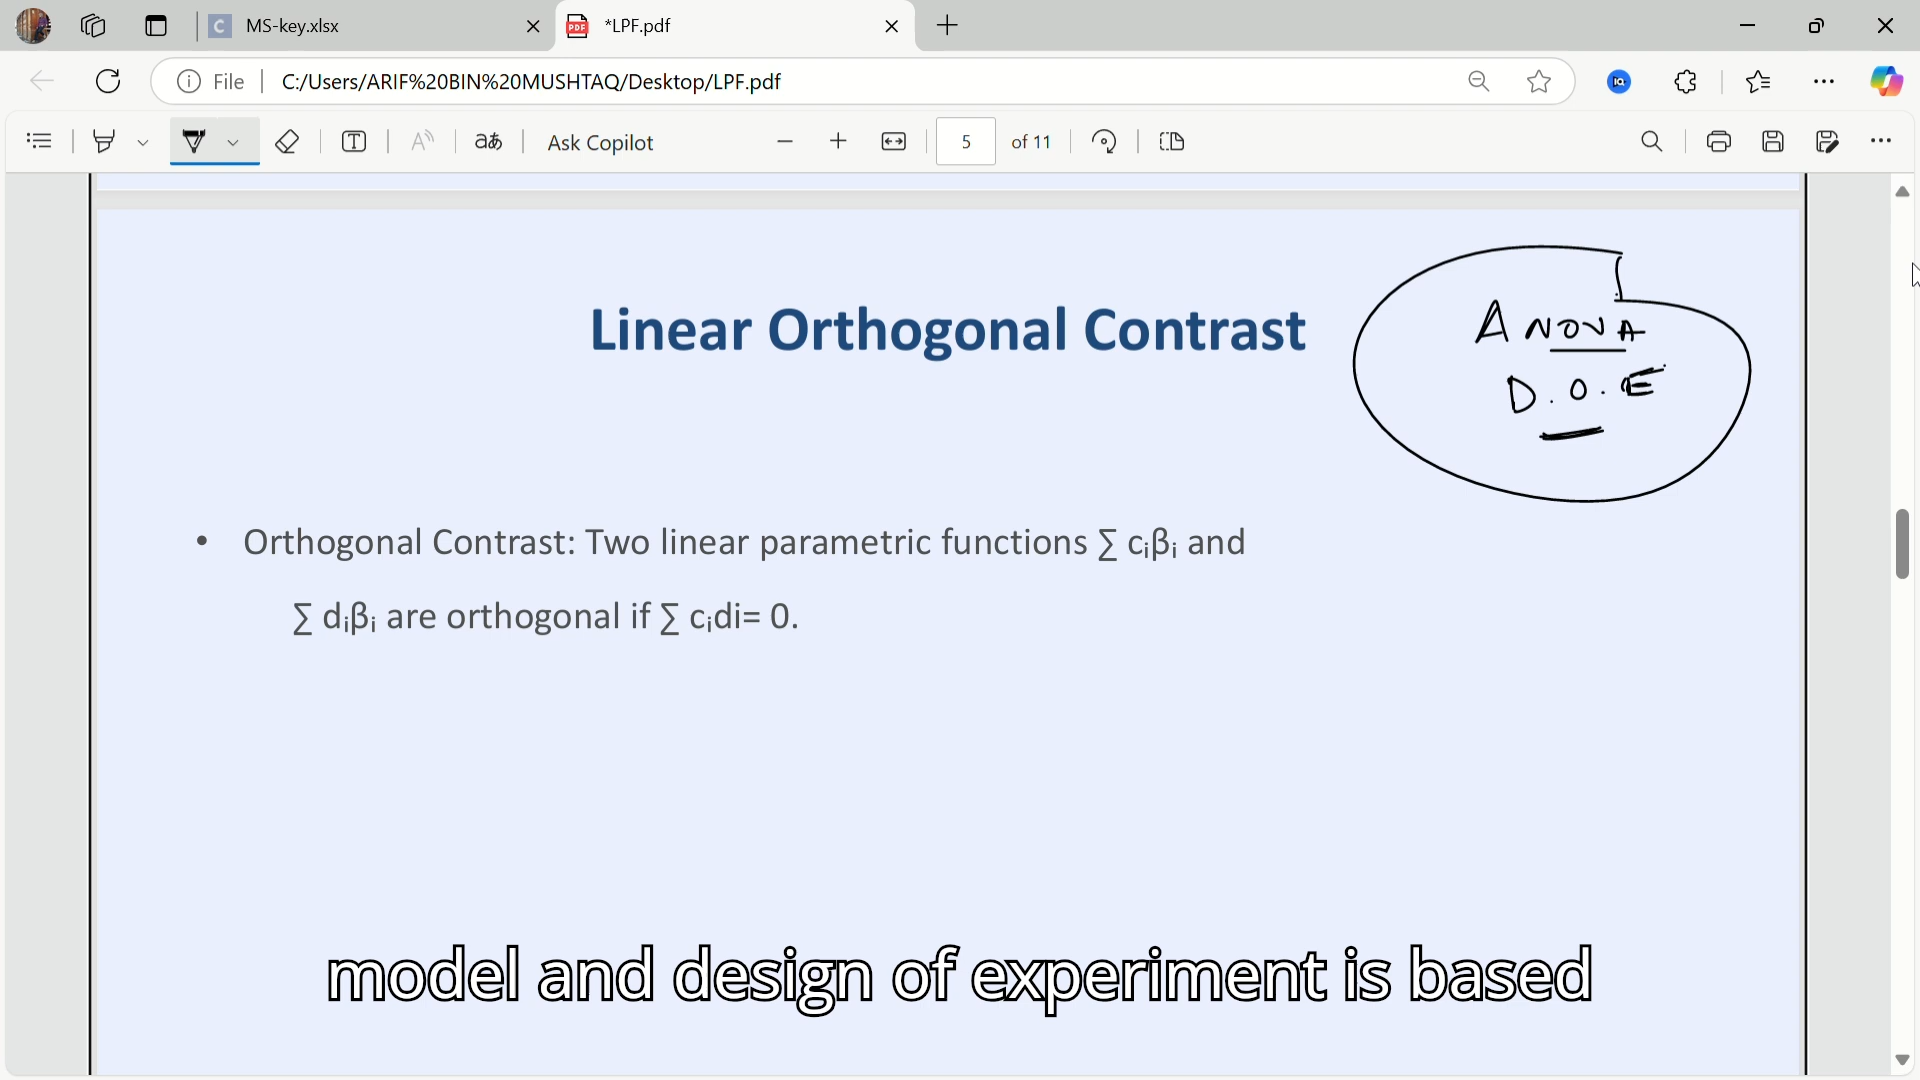 MS-key.xlsx
*LPF.pdf
File
C:/Users/ARIF%20BIN%20MUSHTAQ/Desktop/LPF.pdf
aあ
Ask Copilot
5
of 11
Linear Orthogonal Contrast
ANOVA
D.O.E
• Orthogonal Contrast: Two linear parametric functions ∑ cᵢβᵢ and
∑ dᵢβᵢ are orthogonal if ∑ cᵢdi= 0.
model and design of experiment is based